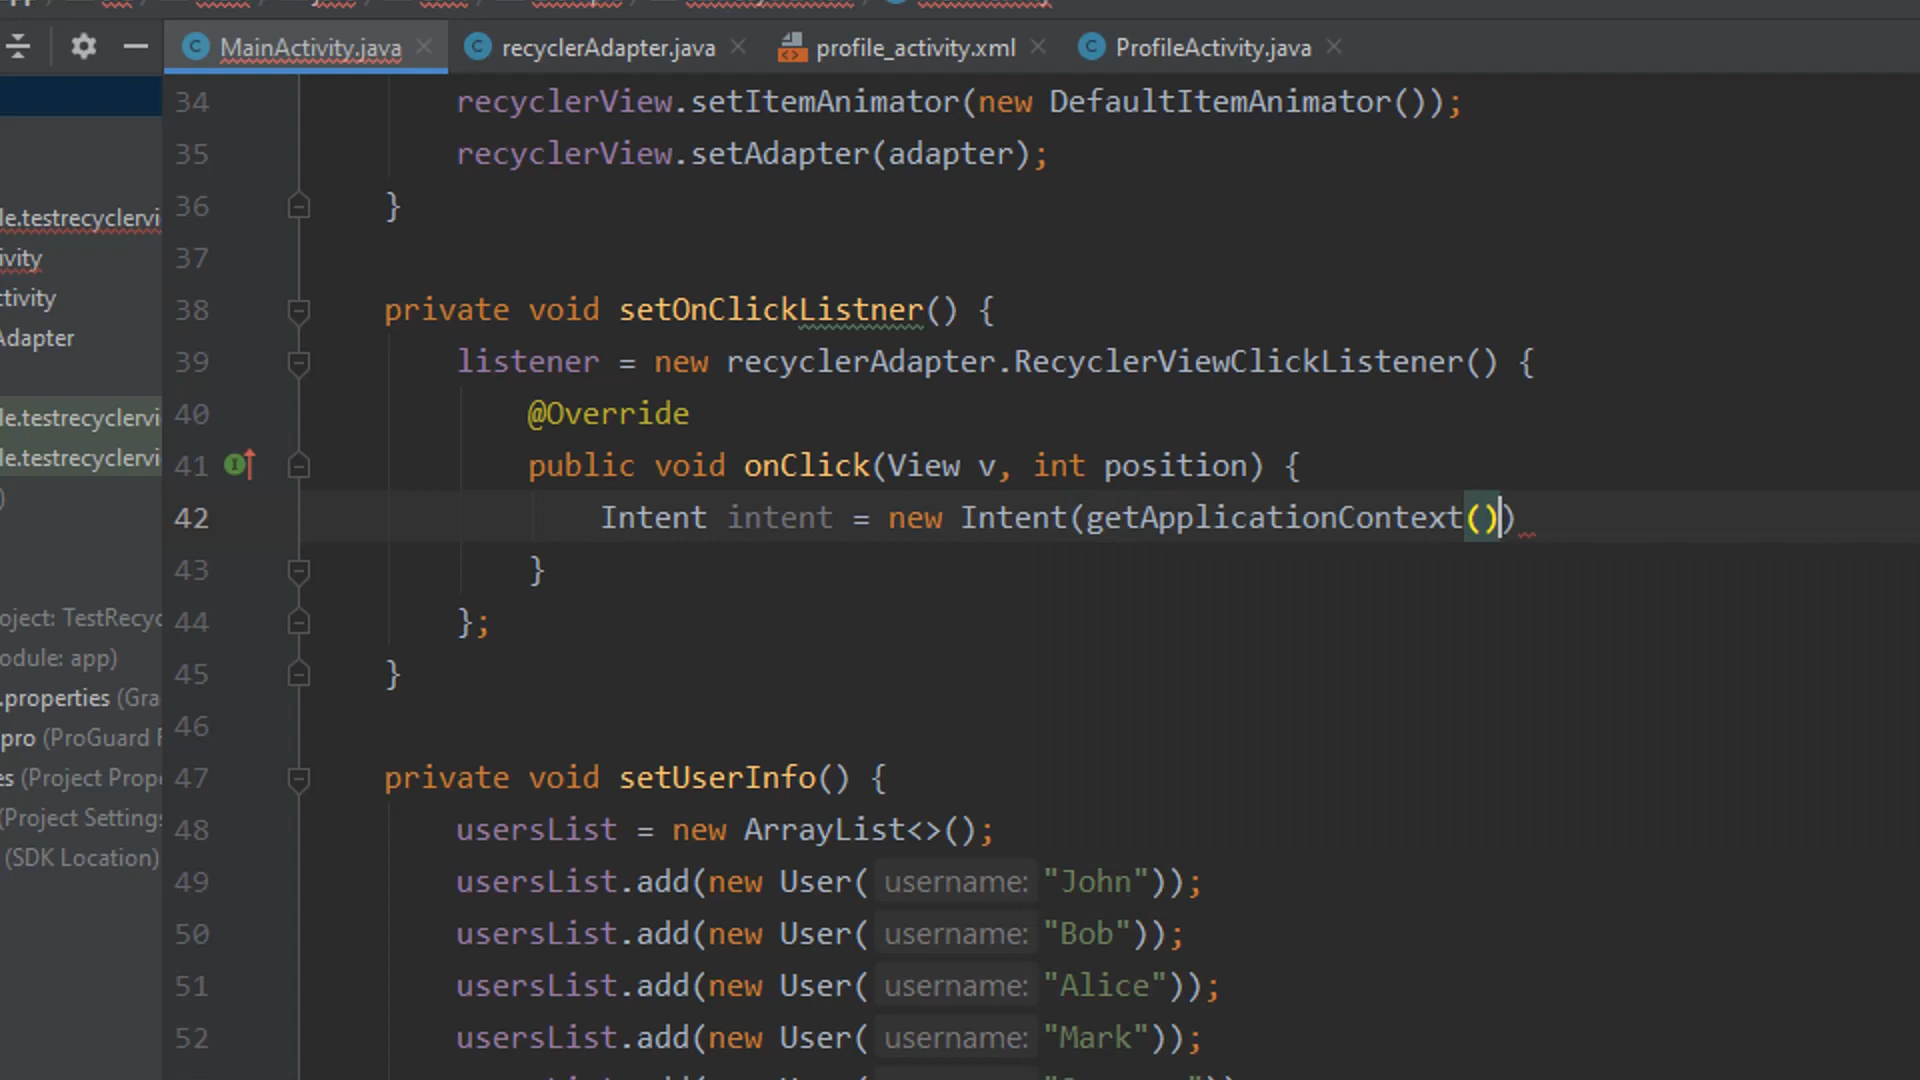 MainActivity.java
recyclerAdapter.java
profile_activity.xml
ProfileActivity.java
le.testrecyclervi
ivity
ctivity
Adapter
le.testrecyclervi
le.testrecyclervi
)
oject: TestRecyc
odule: app)
.properties (Gra
pro (ProGuard F
es (Project Prope
(Project Settings
(SDK Location)
34 recyclerView.setItemAnimator(new DefaultItemAnimator());
35 recyclerView.setAdapter(adapter);
36 }
37
38 private void setOnClickListner() {
39 listener = new recyclerAdapter.RecyclerViewClickListener() {
40 @Override
41 public void onClick(View v, int position) {
42 Intent intent = new Intent(getApplicationContext())
43 }
44 };
45 }
46
47 private void setUserInfo() {
48 usersList = new ArrayList<>();
49 usersList.add(new User( username: "John"));
50 usersList.add(new User( username: "Bob"));
51 usersList.add(new User( username: "Alice"));
52 usersList.add(new User( username: "Mark"));